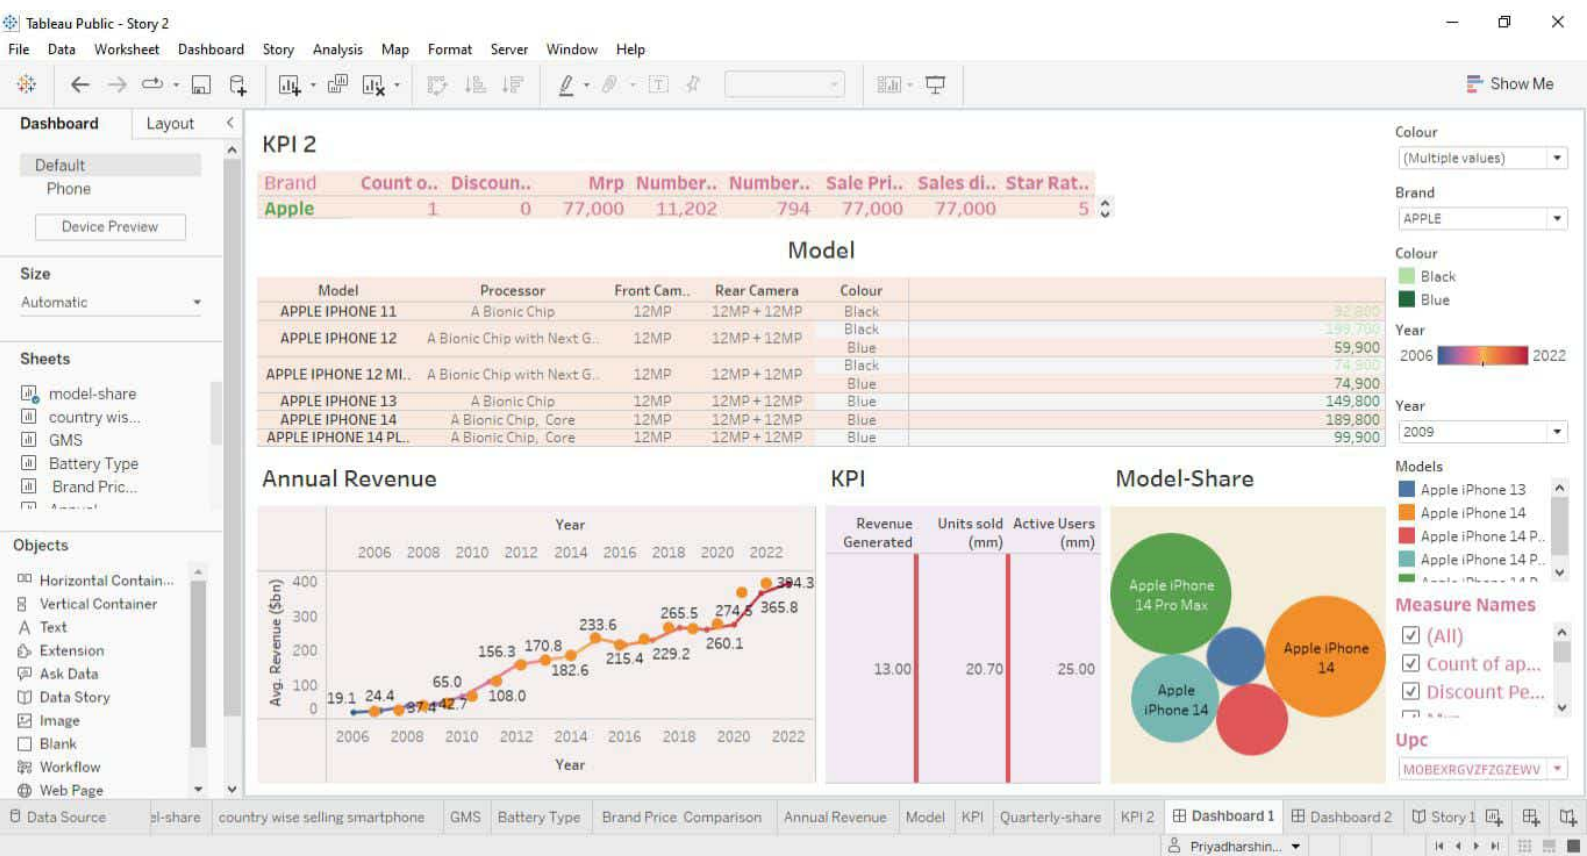 Tableau Public - Story 2
File Data Worksheet Dashboard Story Analysis Map Format Server Window Help
Show Me
Dashboard Layout
Default
Phone
Device Preview
Size
Automatic
Sheets
model-share
country wis...
GMS
Battery Type
Brand Pric...
Objects
Horizontal Contain...
Vertical Container
Text
Extension
Ask Data
Data Story
Image
Blank
Workflow
Web Page
KPI 2
Brand Count o.. Discoun.. Mrp Number.. Number.. Sale Pri.. Sales di.. Star Rat..
Apple 1 0 77,000 11,202 794 77,000 77,000 5
Model
Model Processor Front Cam.. Rear Camera Colour
APPLE IPHONE 11 A Bionic Chip 12MP 12MP + 12MP Black 92,800
APPLE IPHONE 12 A Bionic Chip with Next G.. 12MP 12MP + 12MP Black 199,700
Blue 59,900
APPLE IPHONE 12 MI.. A Bionic Chip with Next G.. 12MP 12MP + 12MP Black 74,900
Blue 74,900
APPLE IPHONE 13 A Bionic Chip 12MP 12MP + 12MP Blue 149,800
APPLE IPHONE 14 A Bionic Chip, Core 12MP 12MP + 12MP Blue 189,800
APPLE IPHONE 14 PL.. A Bionic Chip, Core 12MP 12MP + 12MP Blue 99,900
Annual Revenue
Year
2006 2008 2010 2012 2014 2016 2018 2020 2022
Avg. Revenue ($bn)
400
300
200
100
0
19.1 24.4 37.4 42.7 65.0 108.0 156.3 170.8 182.6 233.6 215.4 229.2 265.5 260.1 274.5 365.8 394.3
2006 2008 2010 2012 2014 2016 2018 2020 2022
Year
KPI
Revenue Generated
Units sold (mm)
Active Users (mm)
13.00 20.70 25.00
Model-Share
Apple iPhone
14 Pro Max
Apple iPhone
14
Apple
iPhone 14
Colour
(Multiple values)
Brand
APPLE
Colour
Black
Blue
Year
2006 2022
Year
2009
Models
Apple iPhone 13
Apple iPhone 14
Apple iPhone 14 P..
Apple iPhone 14 P..
Measure Names
(All)
Count of ap...
Discount Pe...
Upc
MOBEXRGVZFZGZEWV
Data Source el-share country wise selling smartphone GMS Battery Type Brand Price Comparison Annual Revenue Model KPI Quarterly-share KPI 2 Dashboard 1 Dashboard 2 Story 1
Priyadharshin...